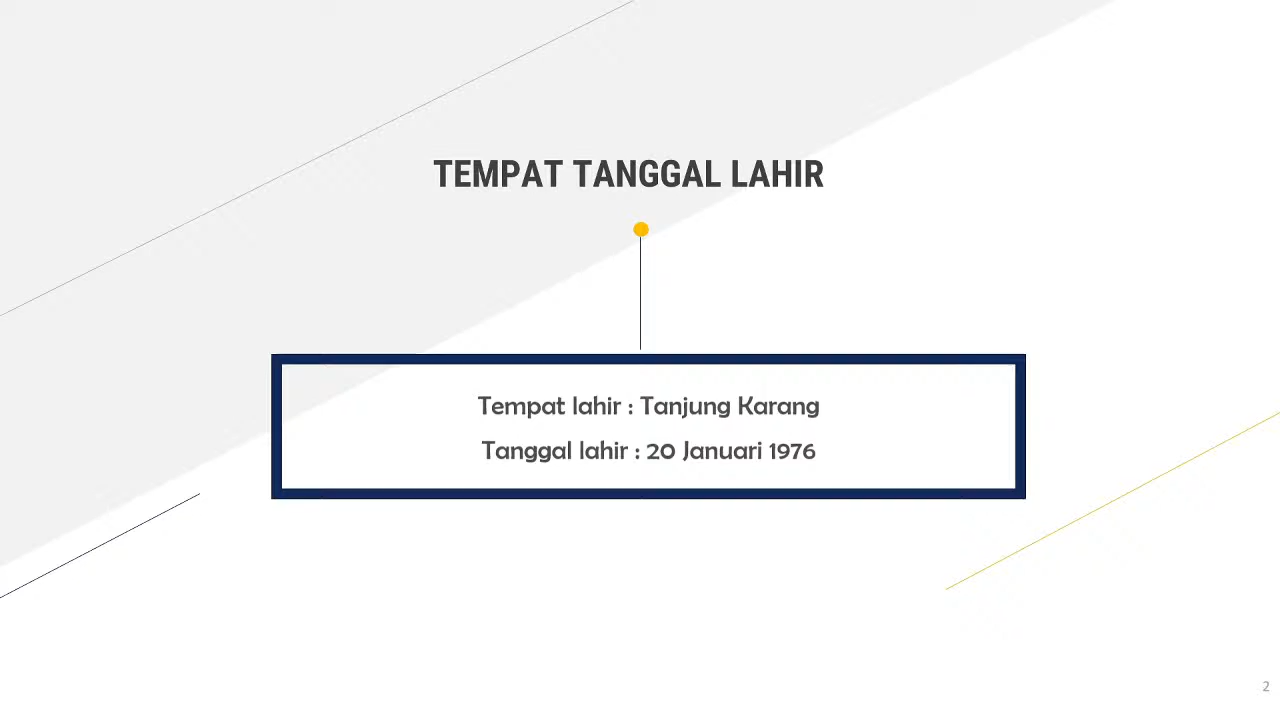 TEMPAT TANGGAL LAHIR
Tempat lahir : Tanjung Karang
Tanggal lahir : 20 Januari 1976
2